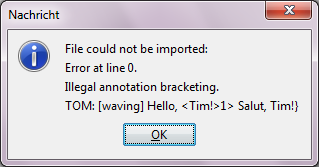 Nachricht
File could not be imported:
Error at line 0.
Illegal annotation bracketing.
TOM: [waving] Hello, <Tim!>1> Salut, Tim!}
OK